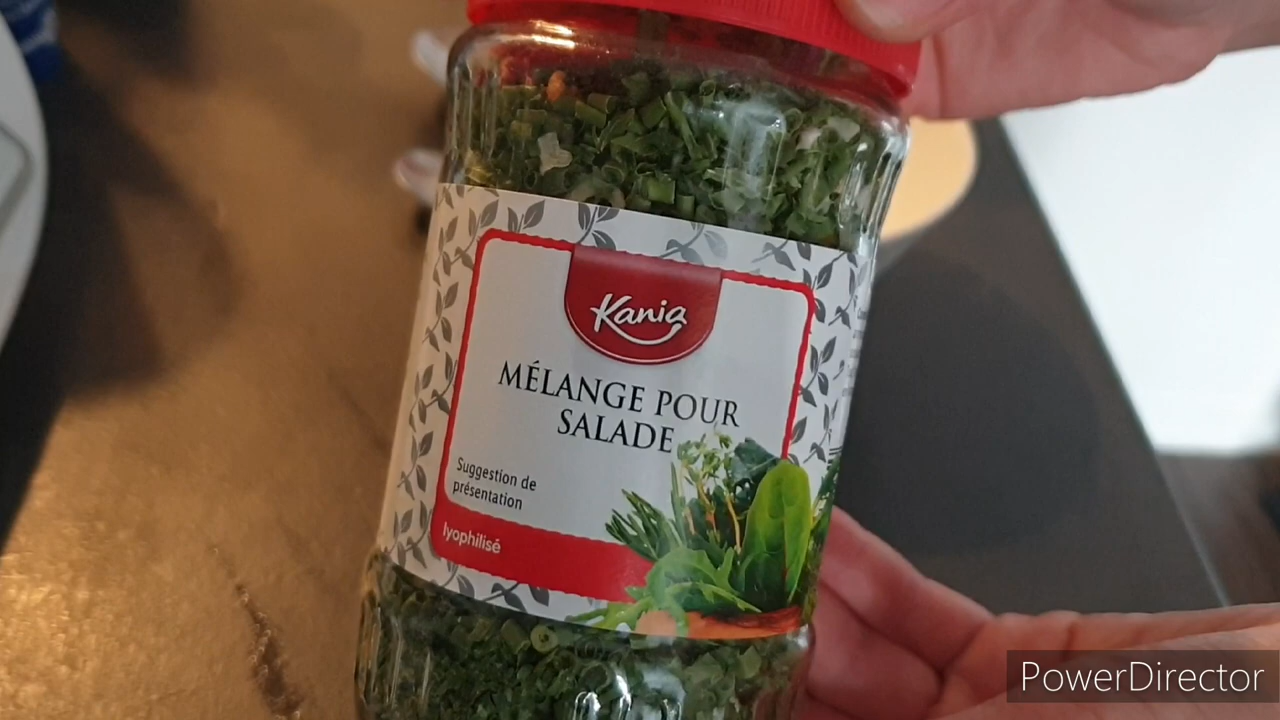 Kania
MÉLANGE POUR
SALADE
Suggestion de
présentation
lyophilisé
PowerDirector